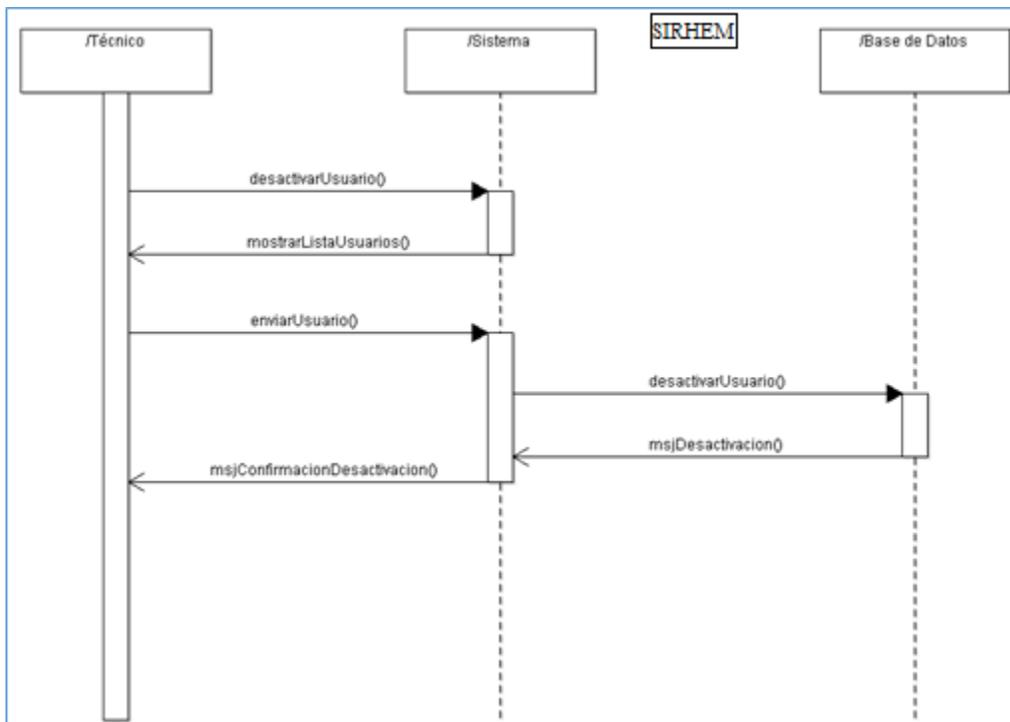 /Técnico
/Sistema
SIRHEM
/Base de Datos
desactivarUsuario()
mostrarListaUsuarios()
enviarUsuario()
desactivarUsuario()
msjDesactivacion()
msjConfirmacionDesactivacion()